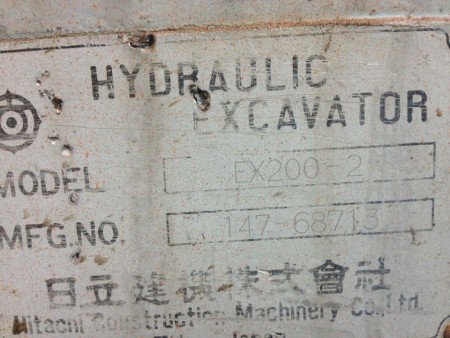 HYDRAULIC
EXCAVATOR
MODEL EX200-2
MFG.NO. 147-68713
日立建機株式會社
Hitachi Construction Machinery Co., Ltd.
Japan